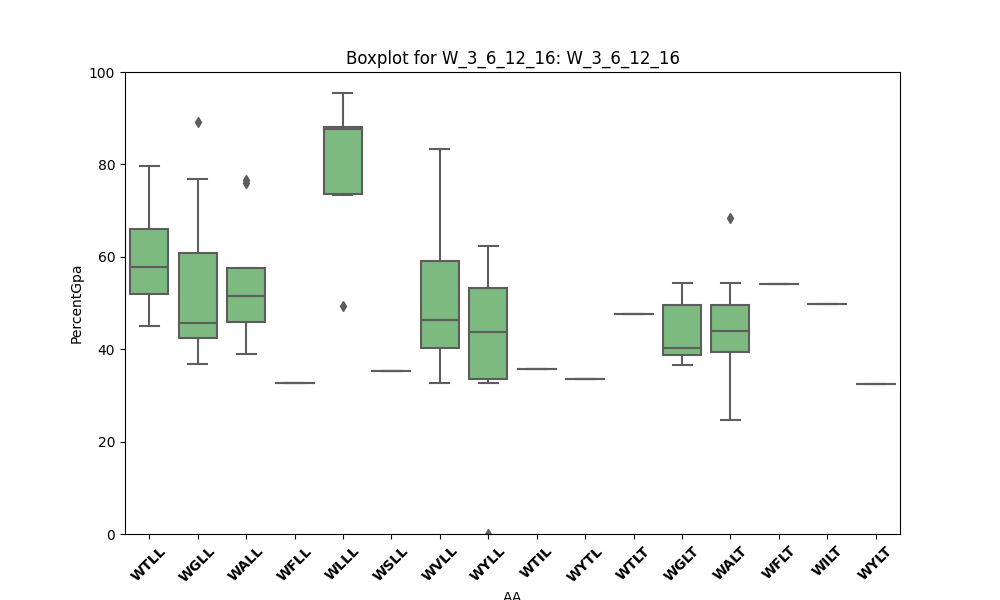 Boxplot for W_3_6_12_16: W_3_6_12_16
100
80
60
40
20
0
PercentGpa
WTLL WGLL WALL WFLL WLLL WSLL WVLL WYLL WTIL WYTL WTLT WGLT WALT WFLT WILT WYLT
AA